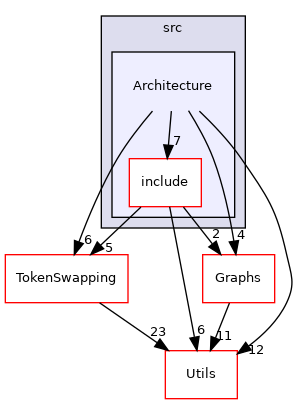 src
Architecture
7
include
6
5
2
4
TokenSwapping
Graphs
23
6
11
12
Utils